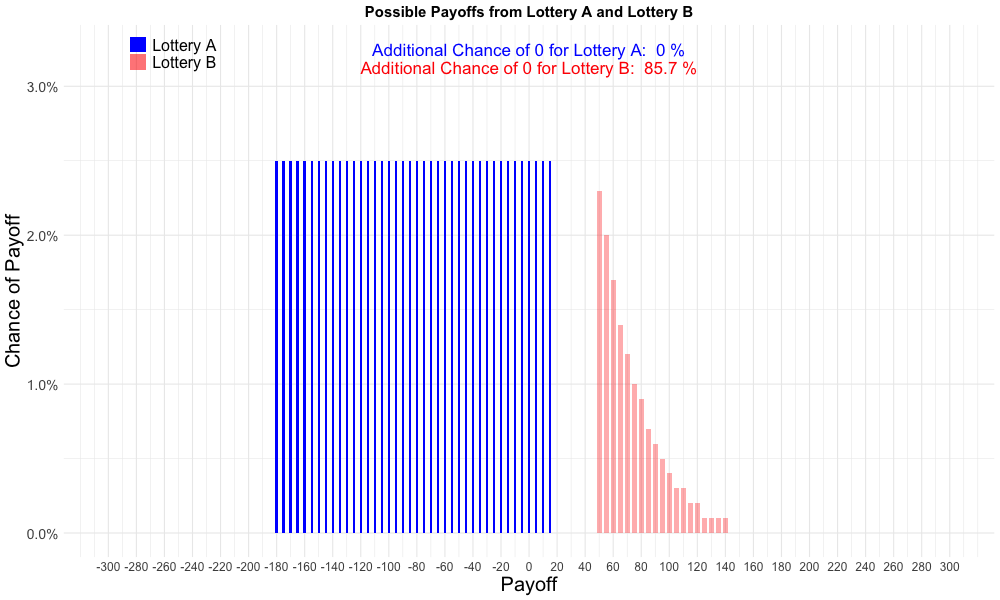 Possible Payoffs from Lottery A and Lottery B
Lottery A
Lottery B
Additional Chance of 0 for Lottery A:  0 %
Additional Chance of 0 for Lottery B:  85.7 %
Chance of Payoff
3.0%
2.0%
1.0%
0.0%
-300 -280 -260 -240 -220 -200 -180 -160 -140 -120 -100 -80 -60 -40 -20 0 20 40 60 80 100 120 140 160 180 200 220 240 260 280 300
Payoff